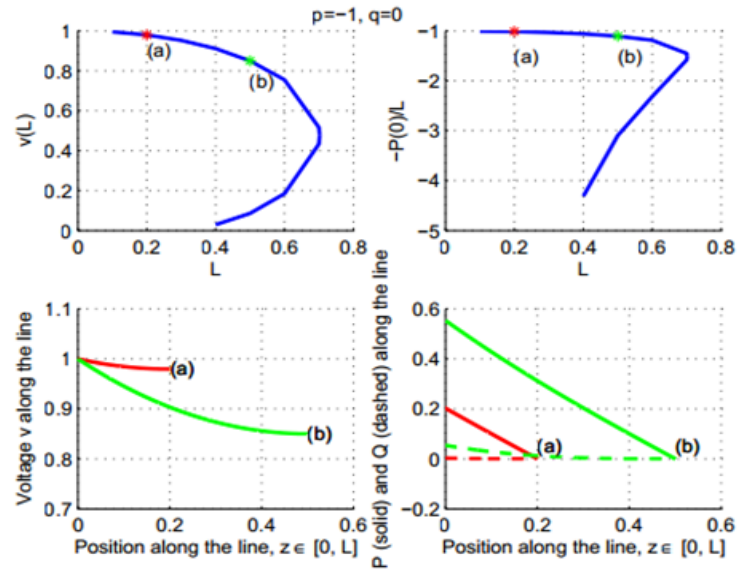 p=−1, q=0
v(L)
1
0.8
0.6
0.4
0.2
0
(a)
(b)
0 0.2 0.4 0.6 0.8
L
−P(0)/L
−1
−2
−3
−4
−5
(a)
(b)
0 0.2 0.4 0.6 0.8
L
Voltage v along the line
1.1
1
0.9
0.8
0.7
(a)
(b)
0 0.2 0.4 0.6
Position along the line, z ∈ [0, L]
P (solid) and Q (dashed) along the line
0.6
0.4
0.2
0
−0.2
(a)
(b)
0 0.2 0.4 0.6
Position along the line, z ∈ [0, L]